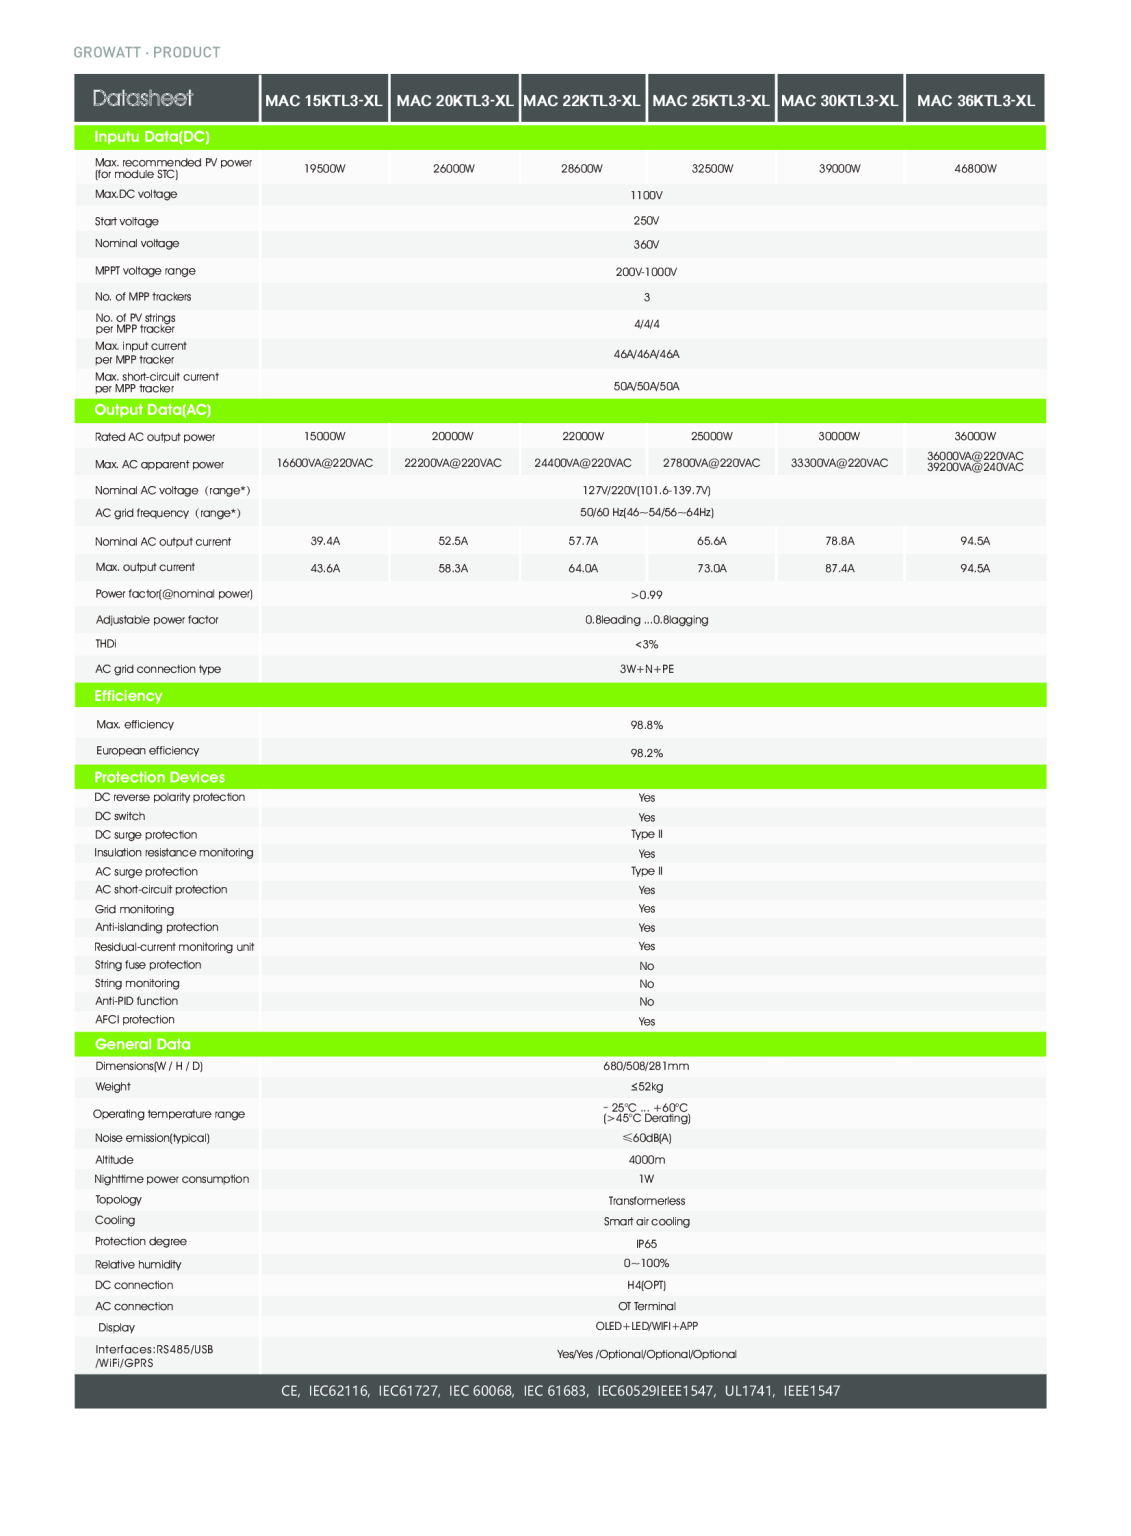 GROWATT · PRODUCT
Datasheet MAC 15KTL3-XL MAC 20KTL3-XL MAC 22KTL3-XL MAC 25KTL3-XL MAC 30KTL3-XL MAC 36KTL3-XL
Inputu Data(DC)
Max. recommended PV power
(for module STC) 19500W 26000W 28600W 32500W 39000W 46800W
Max.DC voltage 1100V
Start voltage 250V
Nominal voltage 360V
MPPT voltage range 200V-1000V
No. of MPP trackers 3
No. of PV strings
per MPP tracker 4/4/4
Max. input current
per MPP tracker 46A/46A/46A
Max. short-circuit current
per MPP tracker 50A/50A/50A
Output Data(AC)
Rated AC output power 15000W 20000W 22000W 25000W 30000W 36000W
Max. AC apparent power 16600VA@220VAC 22200VA@220VAC 24400VA@220VAC 27800VA@220VAC 33300VA@220VAC 36000VA@220VAC
39200VA@240VAC
Nominal AC voltage (range*) 127V/220V(101.6-139.7V)
AC grid frequency (range*) 50/60 Hz(46~54/56~64Hz)
Nominal AC output current 39.4A 52.5A 57.7A 65.6A 78.8A 94.5A
Max. output current 43.6A 58.3A 64.0A 73.0A 87.4A 94.5A
Power factor(@nominal power) >0.99
Adjustable power factor 0.8leading ...0.8lagging
THDi <3%
AC grid connection type 3W+N+PE
Efficiency
Max. efficiency 98.8%
European efficiency 98.2%
Protection Devices
DC reverse polarity protection Yes
DC switch Yes
DC surge protection Type II
Insulation resistance monitoring Yes
AC surge protection Type II
AC short-circuit protection Yes
Grid monitoring Yes
Anti-islanding protection Yes
Residual-current monitoring unit Yes
String fuse protection No
String monitoring No
Anti-PID function No
AFCI protection Yes
General Data
Dimensions(W / H / D) 680/508/281mm
Weight ≤52kg
Operating temperature range - 25°C ... +60°C
(>45°C Derating)
Noise emission(typical) ≤60dB(A)
Altitude 4000m
Nighttime power consumption 1W
Topology Transformerless
Cooling Smart air cooling
Protection degree IP65
Relative humidity 0~100%
DC connection H4(OPT)
AC connection OT Terminal
Display OLED+LED/WIFI+APP
Interfaces:RS485/USB
/WiFi/GPRS Yes/Yes /Optional/Optional/Optional
CE, IEC62116, IEC61727, IEC 60068, IEC 61683, IEC60529IEEE1547, UL1741, IEEE1547